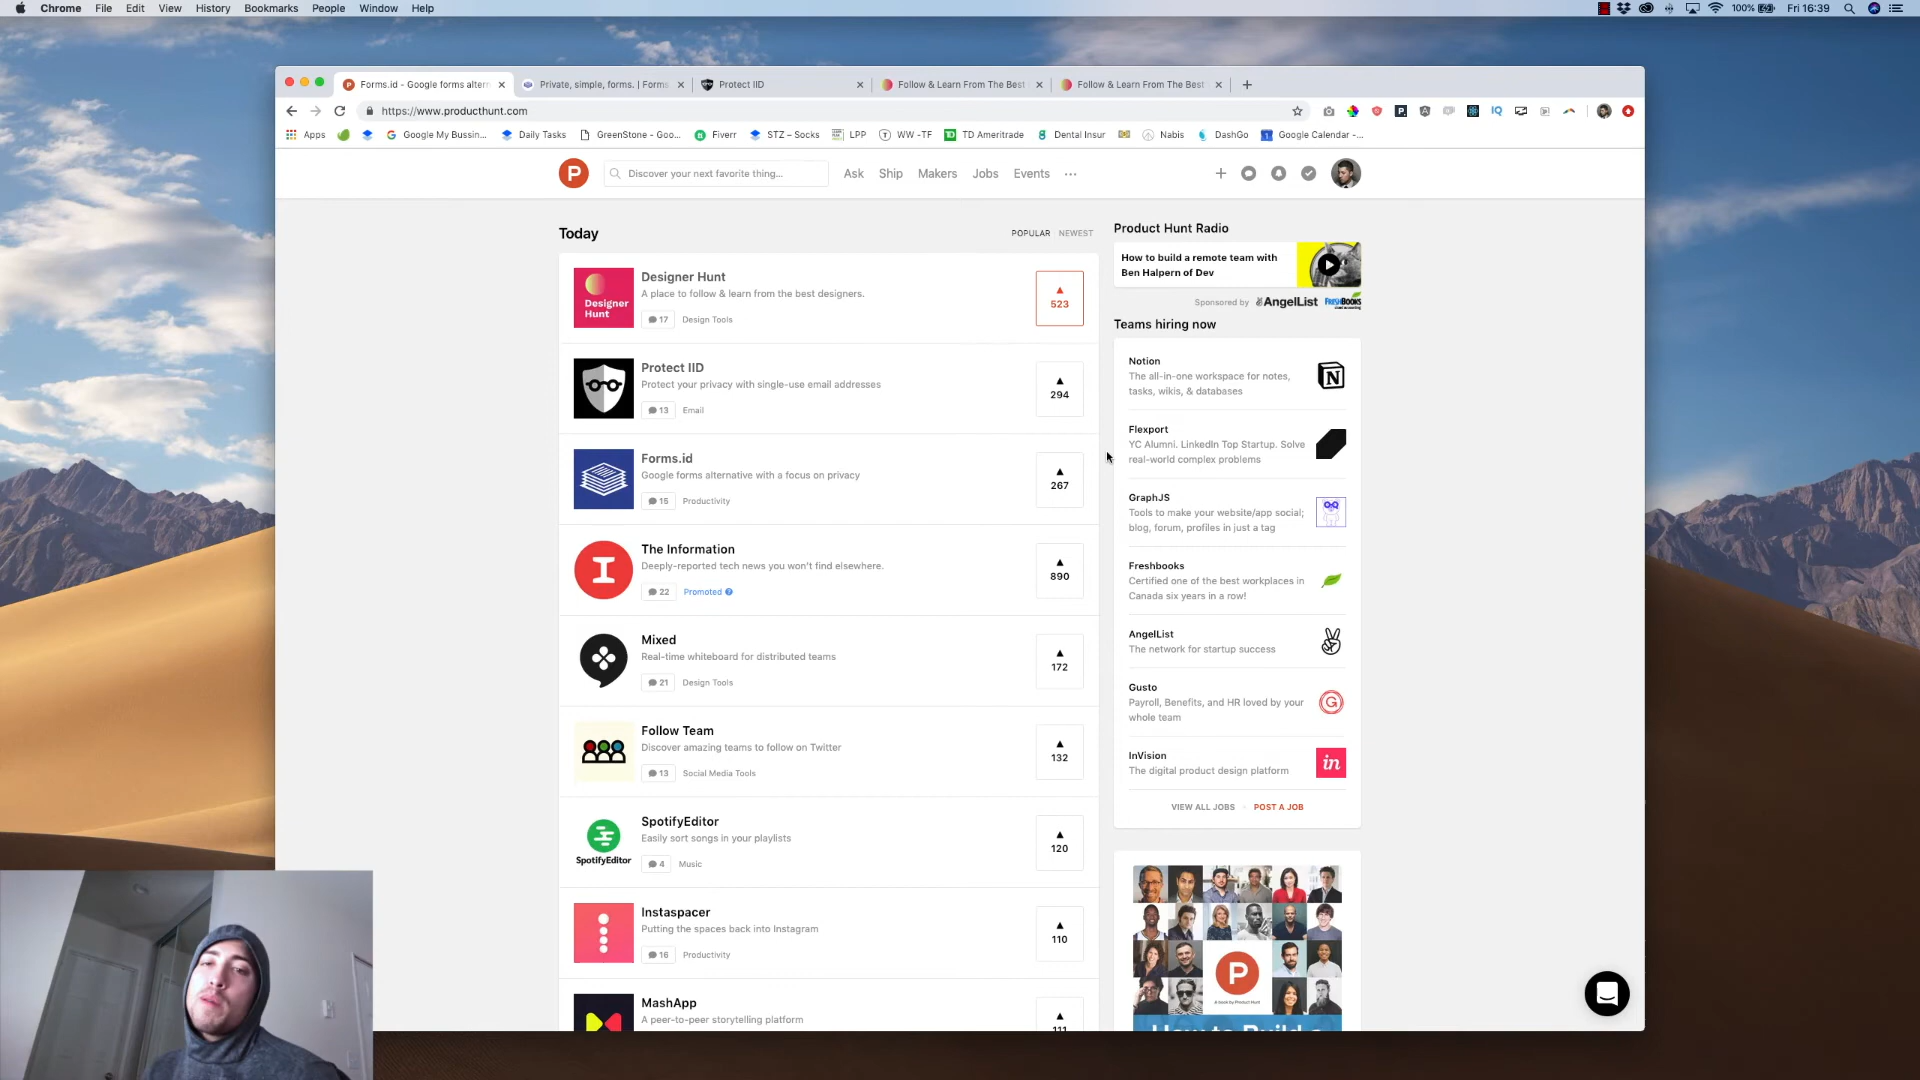 Chrome File Edit View History Bookmarks People Window Help
100% Fri 16:39
Forms.id - Google forms altern
Private, simple, forms. | Forms
Protect IID
Follow & Learn From The Best
Follow & Learn From The Best
https://www.producthunt.com
Apps
Google My Bussin...
Daily Tasks
GreenStone - Goo...
Fiverr
STZ – Socks
LPP
WW -TF
TD Ameritrade
Dental Insur
Nabis
DashGo
Google Calendar -...
P
Discover your next favorite thing...
Ask Ship Makers Jobs Events ...
Today
POPULAR NEWEST
Designer Hunt
Designer Hunt
A place to follow & learn from the best designers.
17 Design Tools
523
Protect IID
Protect your privacy with single-use email addresses
13 Email
294
Forms.id
Google forms alternative with a focus on privacy
15 Productivity
267
The Information
Deeply-reported tech news you won't find elsewhere.
22 Promoted
890
Mixed
Real-time whiteboard for distributed teams
21 Design Tools
172
Follow Team
Discover amazing teams to follow on Twitter
13 Social Media Tools
132
SpotifyEditor
SpotifyEditor
Easily sort songs in your playlists
4 Music
120
Instaspacer
Putting the spaces back into Instagram
16 Productivity
110
MashApp
A peer-to-peer storytelling platform
111
Product Hunt Radio
How to build a remote team with
Ben Halpern of Dev
Sponsored by AngelList FRESHBOOKS
Teams hiring now
Notion
The all-in-one workspace for notes,
tasks, wikis, & databases
Flexport
YC Alumni. LinkedIn Top Startup. Solve
real-world complex problems
GraphJS
Tools to make your website/app social;
blog, forum, profiles in just a tag
Freshbooks
Certified one of the best workplaces in
Canada six years in a row!
AngelList
The network for startup success
Gusto
Payroll, Benefits, and HR loved by your
whole team
InVision
The digital product design platform
in
VIEW ALL JOBS · POST A JOB
P
A book by Product Hunt
How to Build a